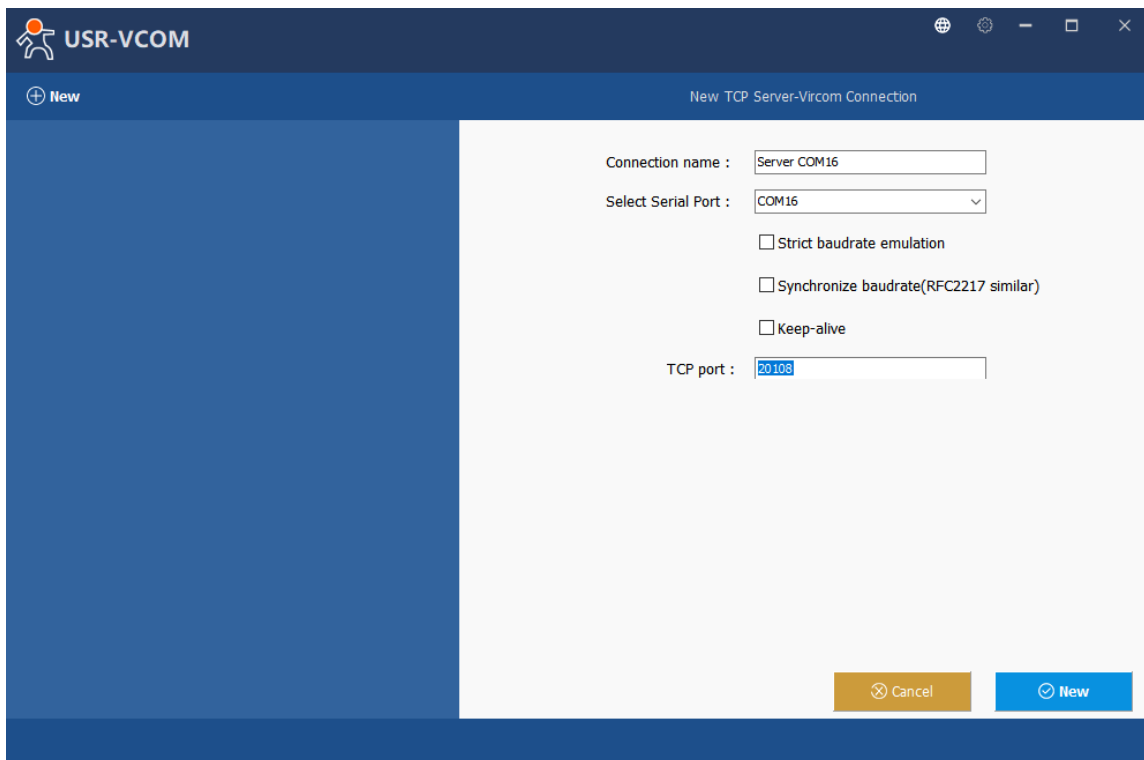 USR-VCOM
New
New TCP Server-Vircom Connection
Connection name :
Server COM16
Select Serial Port :
COM16
Strict baudrate emulation
Synchronize baudrate(RFC2217 similar)
Keep-alive
TCP port :
20108
Cancel
New